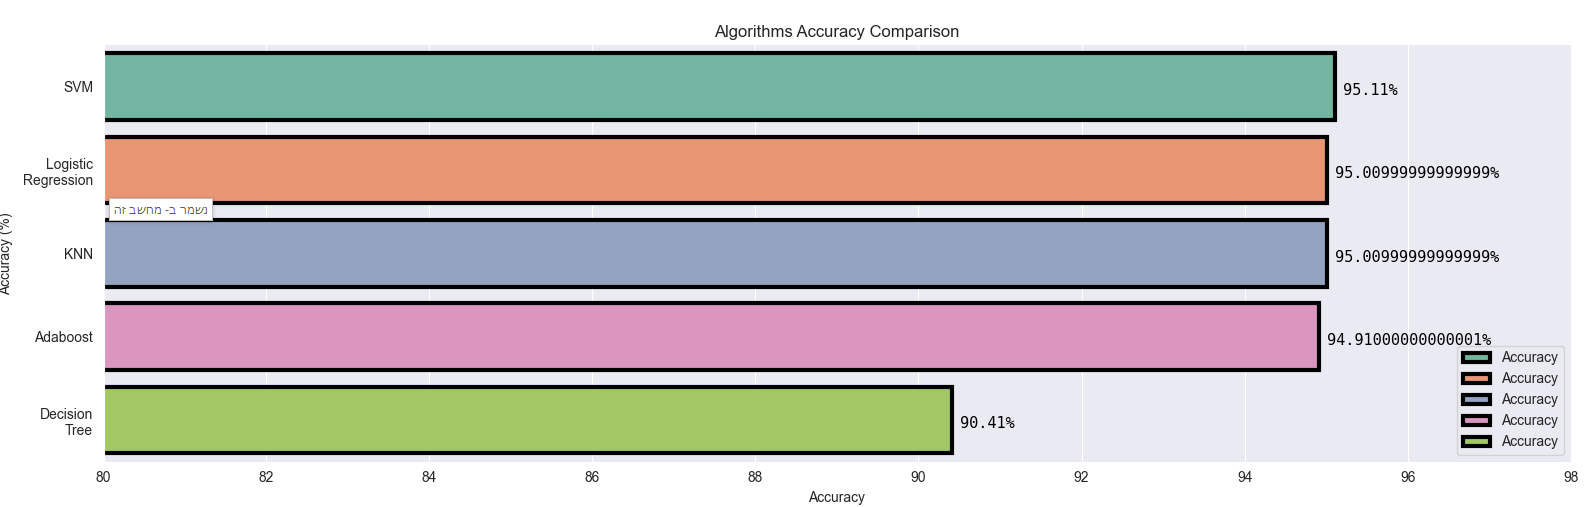 Algorithms Accuracy Comparison
SVM
95.11%
Logistic
Regression
95.00999999999999%
נשמר ב- מחשב זה
Accuracy (%)
KNN
95.00999999999999%
Adaboost
94.91000000000001%
Decision
Tree
90.41%
Accuracy
Accuracy
Accuracy
Accuracy
Accuracy
80 82 84 86 88 90 92 94 96 98
Accuracy